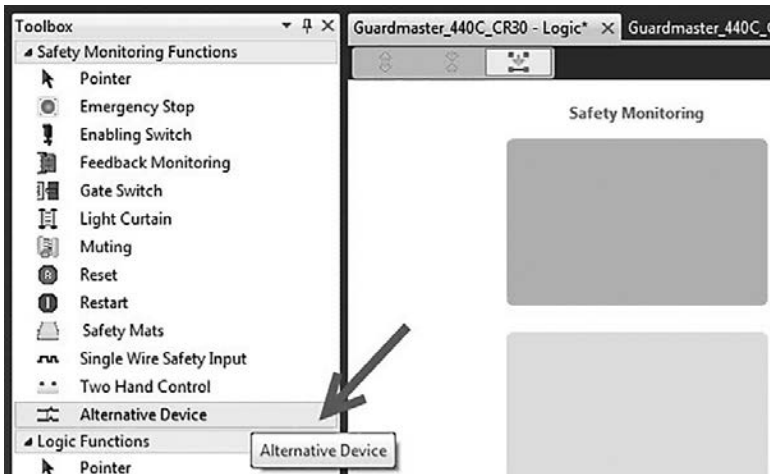 Toolbox
Guardmaster_440C_CR30 - Logic*
Guardmaster_440C_
Safety Monitoring Functions
Pointer
Emergency Stop
Enabling Switch
Feedback Monitoring
Gate Switch
Light Curtain
Muting
Reset
Restart
Safety Mats
Single Wire Safety Input
Two Hand Control
Alternative Device
Logic Functions
Pointer
Alternative Device
Safety Monitoring